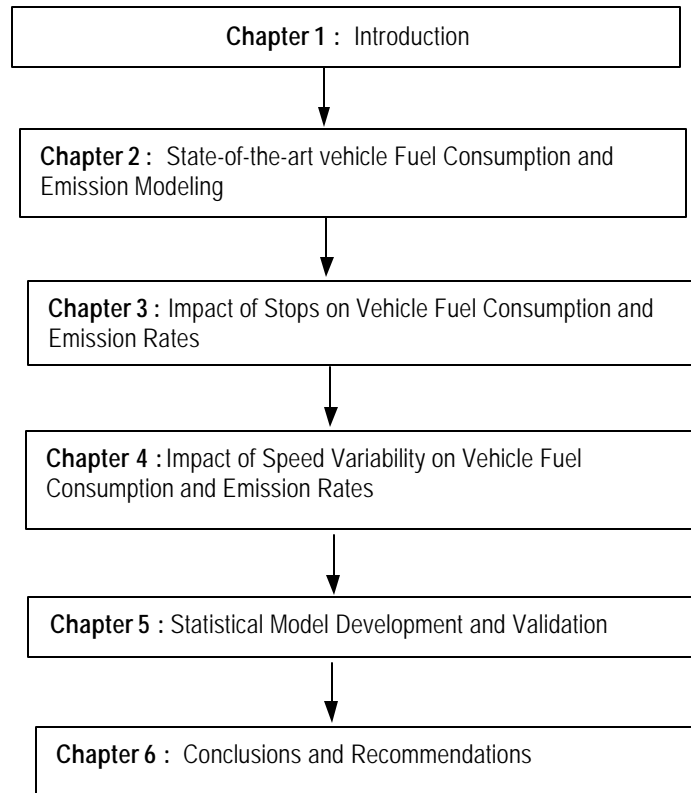 Chapter 1 : Introduction
Chapter 2 : State-of-the-art vehicle Fuel Consumption and
Emission Modeling
Chapter 3 : Impact of Stops on Vehicle Fuel Consumption and
Emission Rates
Chapter 4 : Impact of Speed Variability on Vehicle Fuel
Consumption and Emission Rates
Chapter 5 : Statistical Model Development and Validation
Chapter 6 : Conclusions and Recommendations